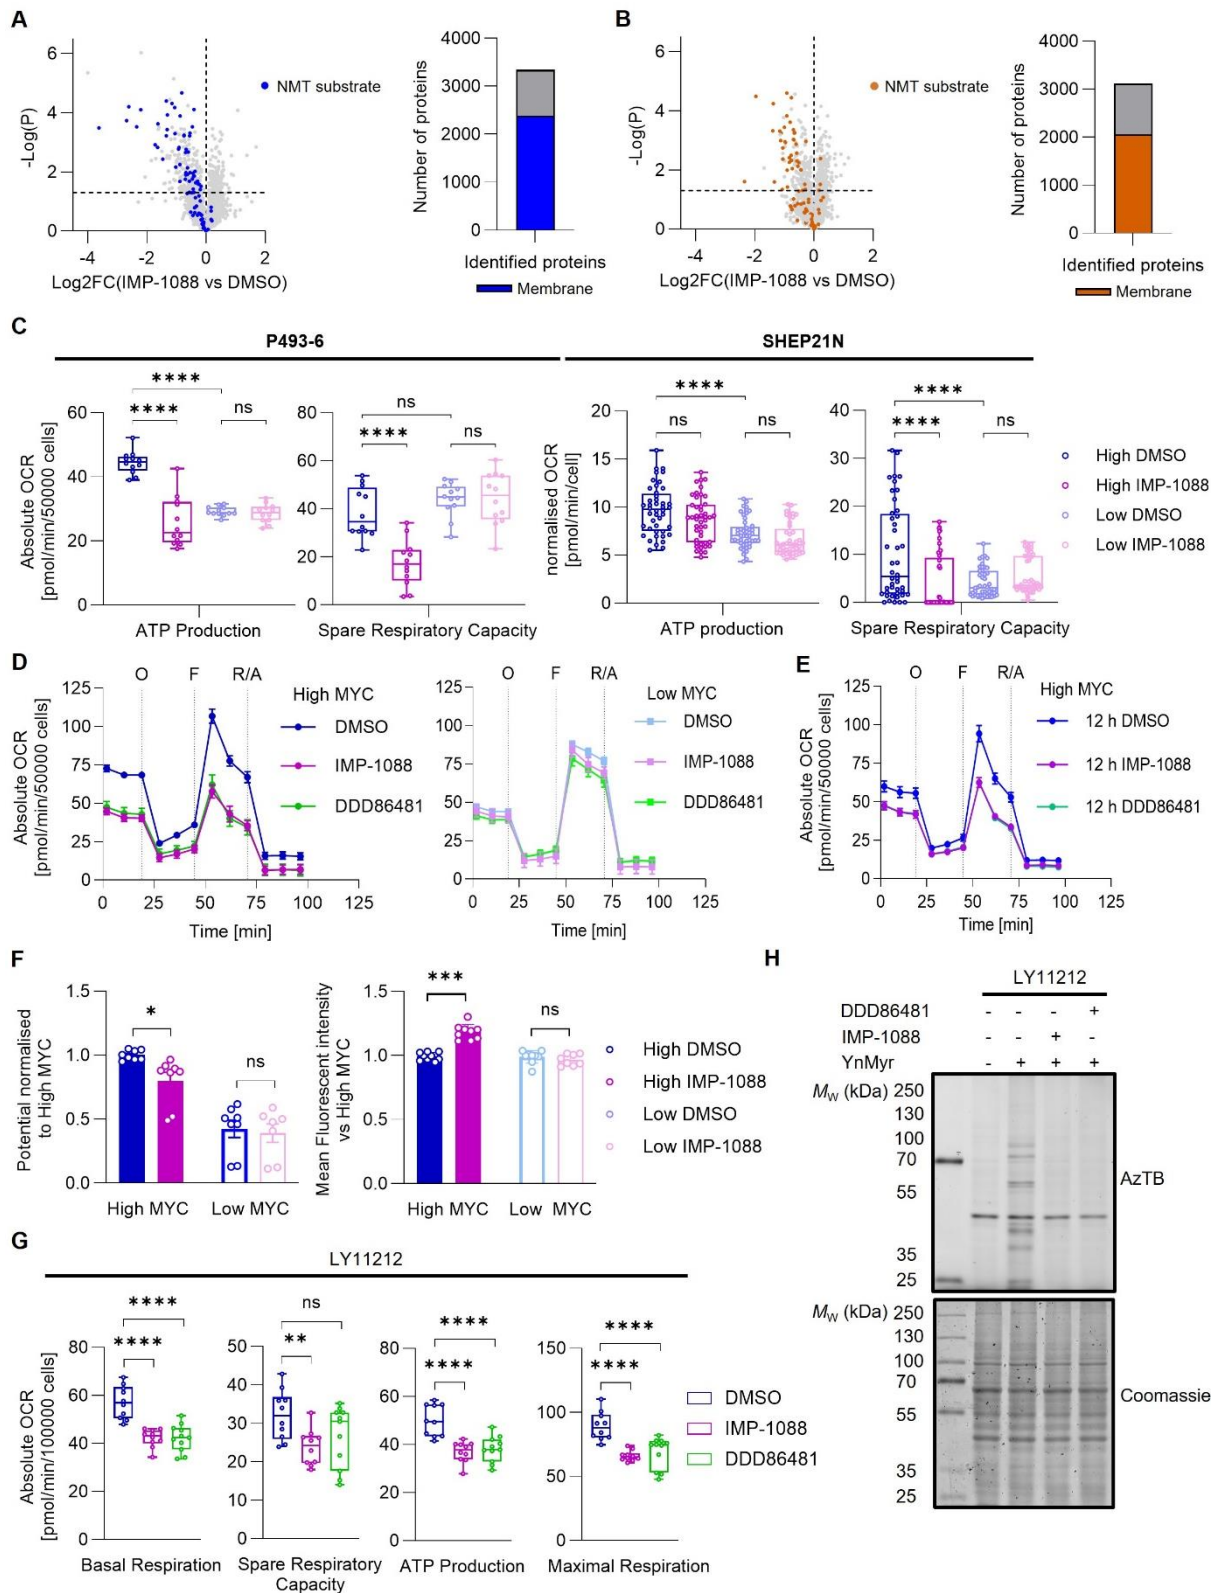 A
6
4
2
0
-Log(P)
-4
-2
0
2
Log2FC(IMP-1088 vs DMSO)
NMT substrate
4000
3000
2000
1000
0
Number of proteins
Identified proteins
Membrane
B
6
4
2
0
-Log(P)
-4
-2
0
2
Log2FC(IMP-1088 vs DMSO)
NMT substrate
4000
3000
2000
1000
0
Number of proteins
Identified proteins
Membrane
C
P493-6
SHEP21N
Absolute OCR
[pmol/min/50000 cells]
60
40
20
0
****
****
ns
ATP Production
80
60
40
20
0
ns
****
ns
Spare Respiratory Capacity
normalised OCR
[pmol/min/cell]
20
15
10
5
0
****
ns
ns
ATP production
40
30
20
10
0
****
****
ns
Spare Respiratory Capacity
High DMSO
High IMP-1088
Low DMSO
Low IMP-1088
D
Absolute OCR
[pmol/min/50000 cells]
125
100
75
50
25
0
O
F
R/A
0
25
50
75
100
125
Time [min]
High MYC
DMSO
IMP-1088
DDD86481
125
100
75
50
25
0
O
F
R/A
0
25
50
75
100
125
Time [min]
Low MYC
DMSO
IMP-1088
DDD86481
E
Absolute OCR
[pmol/min/50000 cells]
125
100
75
50
25
0
O
F
R/A
0
25
50
75
100
125
Time [min]
High MYC
12 h DMSO
12 h IMP-1088
12 h DDD86481
F
Potential normalised
to High MYC
1.5
1.0
0.5
0.0
*
ns
High MYC
Low MYC
Mean Fluorescent intensity
vs High MYC
1.5
1.0
0.5
0.0
***
ns
High MYC
Low MYC
High DMSO
High IMP-1088
Low DMSO
Low IMP-1088
G
LY11212
Absolute OCR
[pmol/min/100000 cells]
80
60
40
20
0
****
****
Basal Respiration
50
40
30
20
10
0
ns
**
Spare Respiratory
Capacity
80
60
40
20
0
****
****
ATP Production
150
100
50
0
****
****
Maximal Respiration
DMSO
IMP-1088
DDD86481
H
LY11212
DDD86481 - - - +
IMP-1088 - - + -
YnMyr - + + +
Mw (kDa)
250
130
100
70
55
35
25
AzTB
Mw (kDa)
250
130
100
70
55
35
25
Coomassie